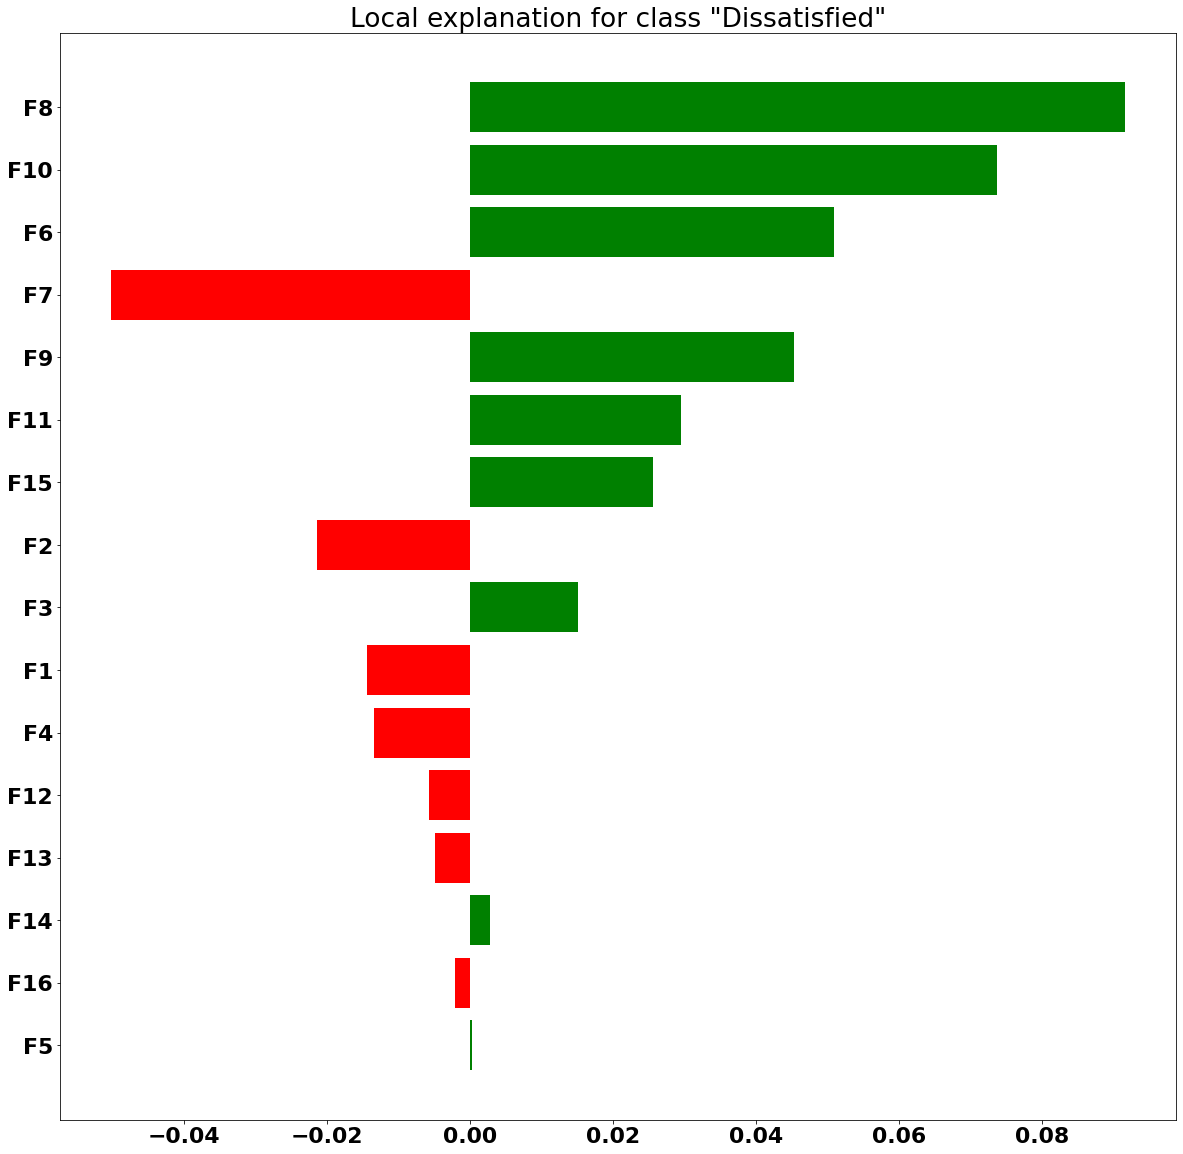 Local explanation for class "Dissatisfied"
F8
F10
F6
F7
F9
F11
F15
F2
F3
F1
F4
F12
F13
F14
F16
F5
−0.04 −0.02 0.00 0.02 0.04 0.06 0.08